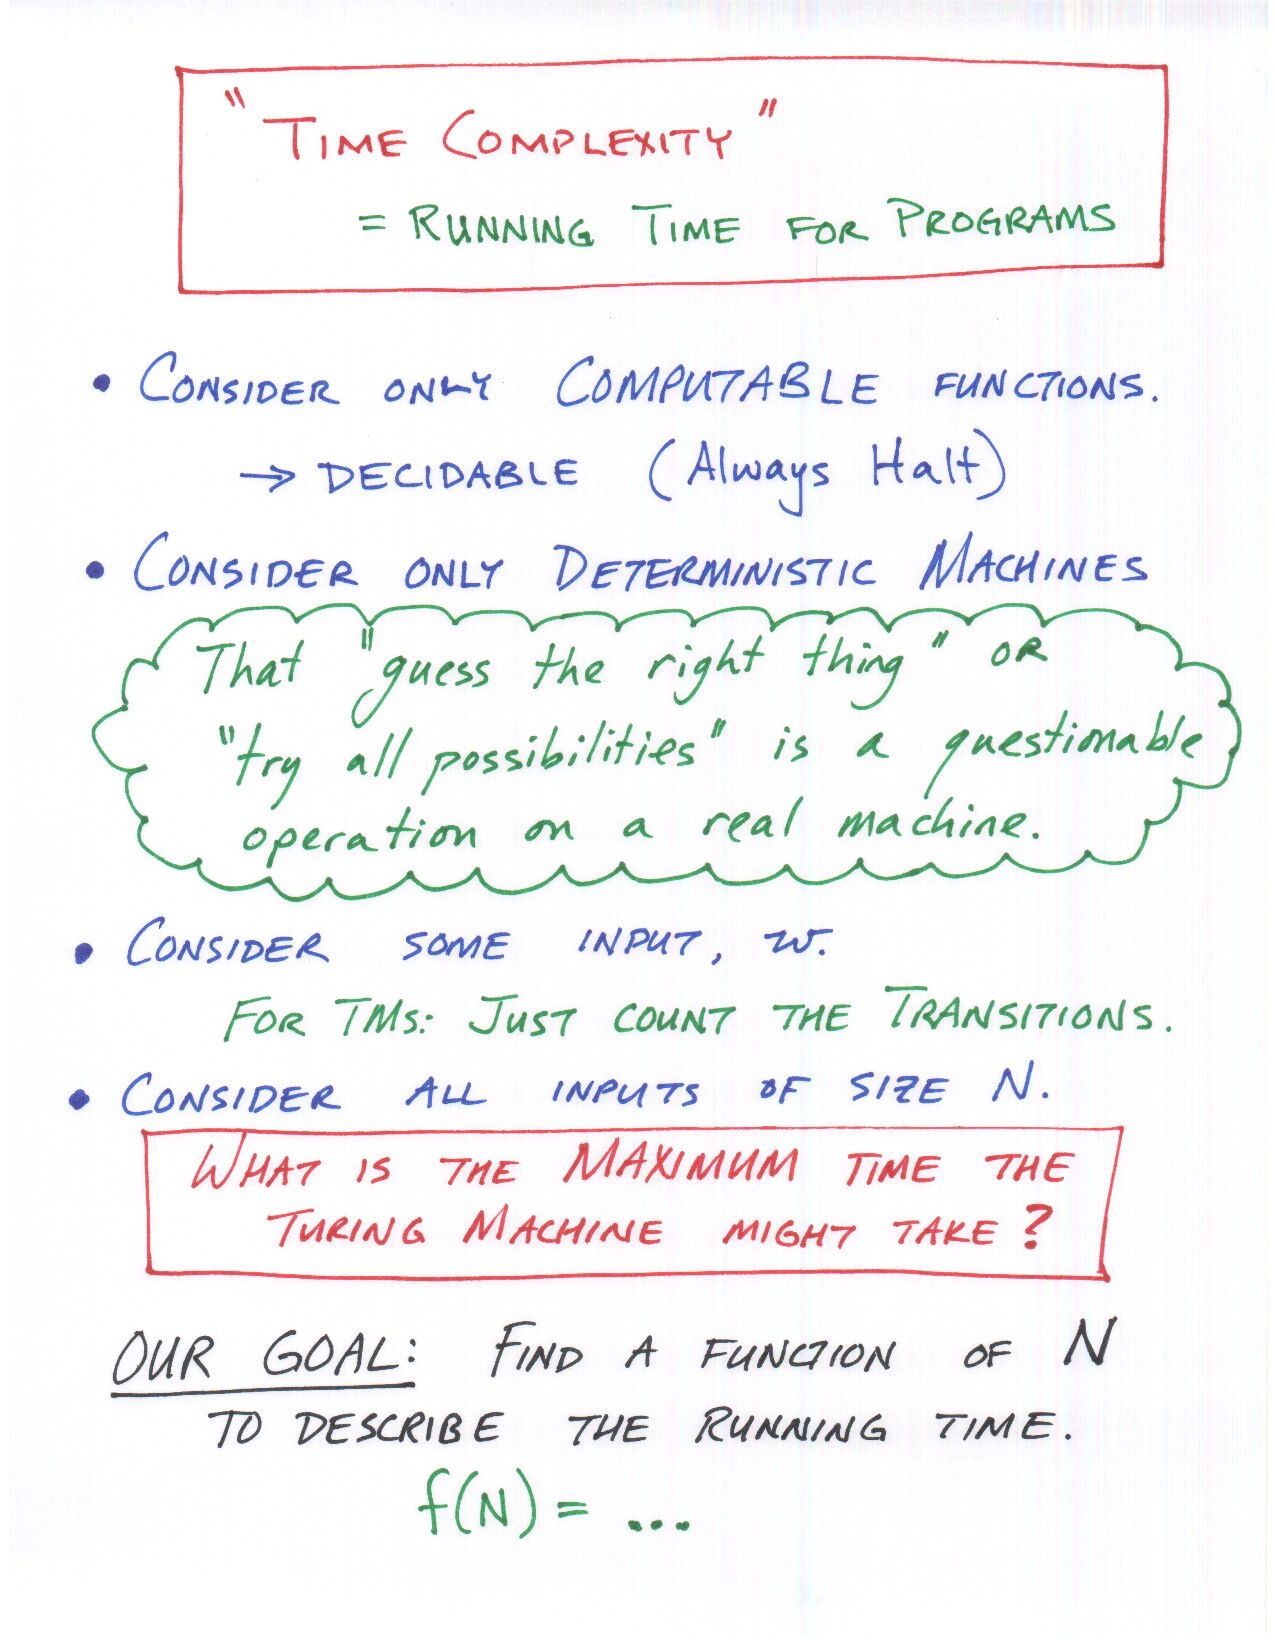 "TIME COMPLEXITY"
= RUNNING TIME FOR PROGRAMS
• CONSIDER ONLY COMPUTABLE FUNCTIONS.
→ DECIDABLE (Always Halt)
• CONSIDER ONLY DETERMINISTIC MACHINES
That "guess the right thing" OR
"try all possibilities" is a questionable
operation on a real machine.
• CONSIDER SOME INPUT, w.
FOR TMs: JUST COUNT THE TRANSITIONS.
• CONSIDER ALL INPUTS OF SIZE N.
WHAT IS THE MAXIMUM TIME THE
TURING MACHINE MIGHT TAKE?
OUR GOAL: FIND A FUNCTION OF N
TO DESCRIBE THE RUNNING TIME.
f(N) = ...